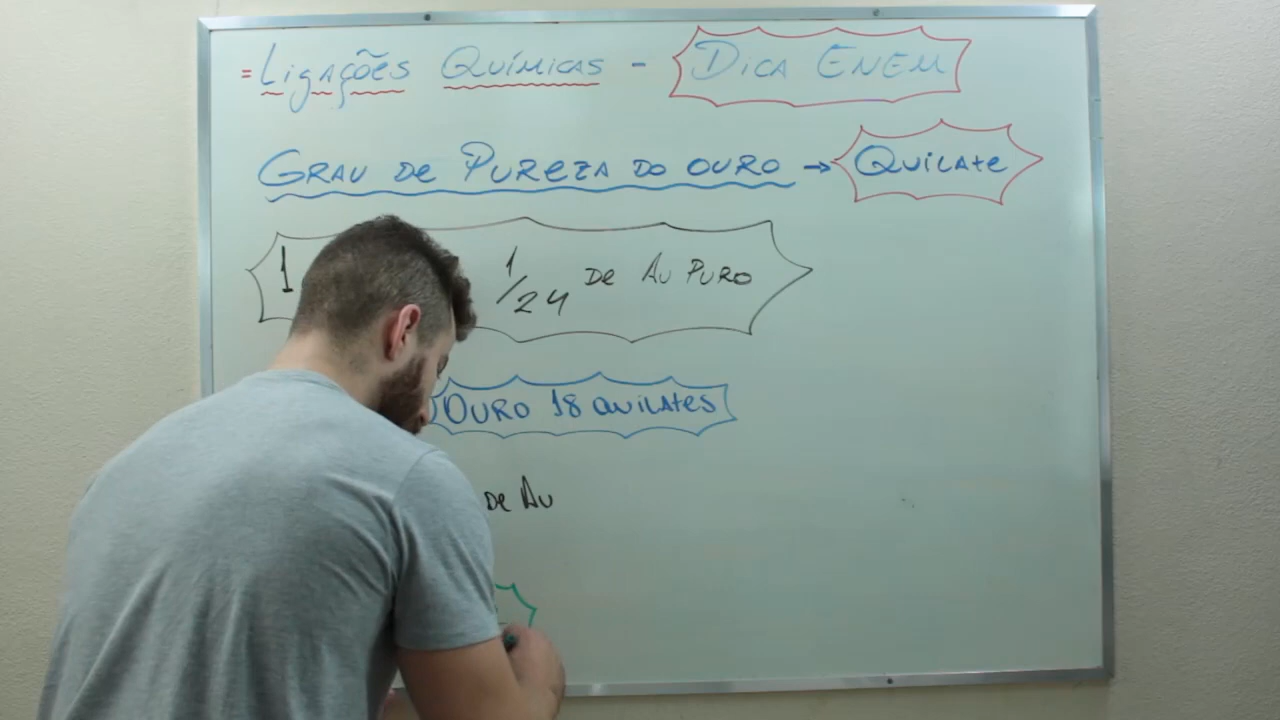 = Ligações Químicas - Dica Enem
Grau de Pureza do ouro → Quilate
1 1/24 de Au Puro
Ouro 18 quilates
de Au